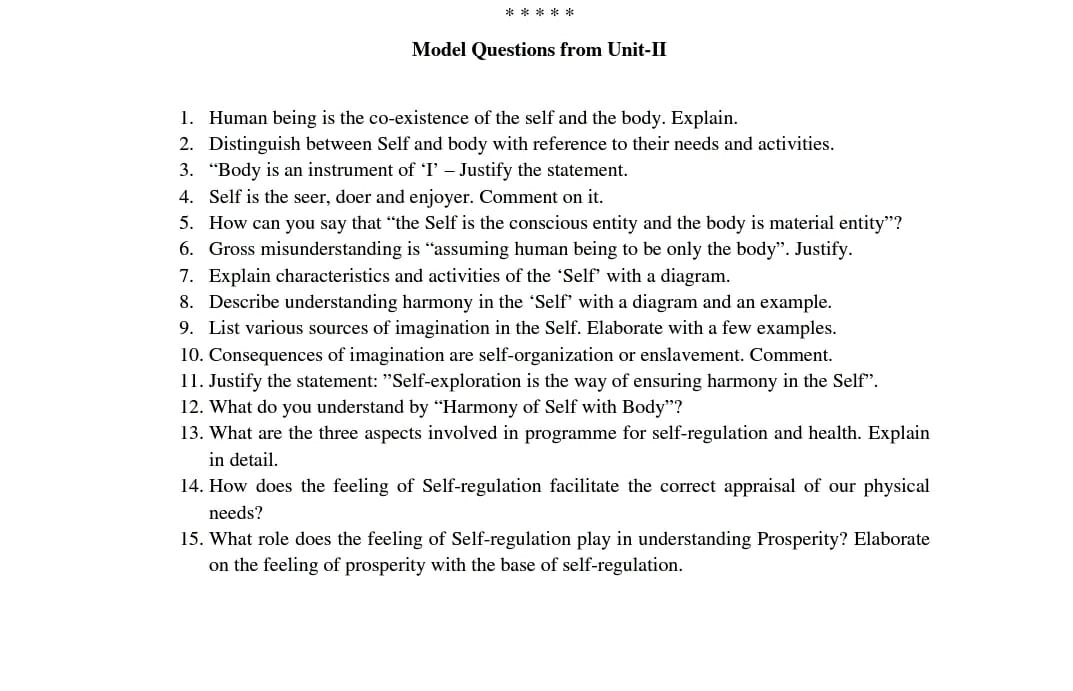 * * * * *
Model Questions from Unit-II
1. Human being is the co-existence of the self and the body. Explain.
2. Distinguish between Self and body with reference to their needs and activities.
3. “Body is an instrument of ‘I’ – Justify the statement.
4. Self is the seer, doer and enjoyer. Comment on it.
5. How can you say that “the Self is the conscious entity and the body is material entity”?
6. Gross misunderstanding is “assuming human being to be only the body”. Justify.
7. Explain characteristics and activities of the ‘Self’ with a diagram.
8. Describe understanding harmony in the ‘Self’ with a diagram and an example.
9. List various sources of imagination in the Self. Elaborate with a few examples.
10. Consequences of imagination are self-organization or enslavement. Comment.
11. Justify the statement: ”Self-exploration is the way of ensuring harmony in the Self”.
12. What do you understand by “Harmony of Self with Body”?
13. What are the three aspects involved in programme for self-regulation and health. Explain
in detail.
14. How does the feeling of Self-regulation facilitate the correct appraisal of our physical
needs?
15. What role does the feeling of Self-regulation play in understanding Prosperity? Elaborate
on the feeling of prosperity with the base of self-regulation.